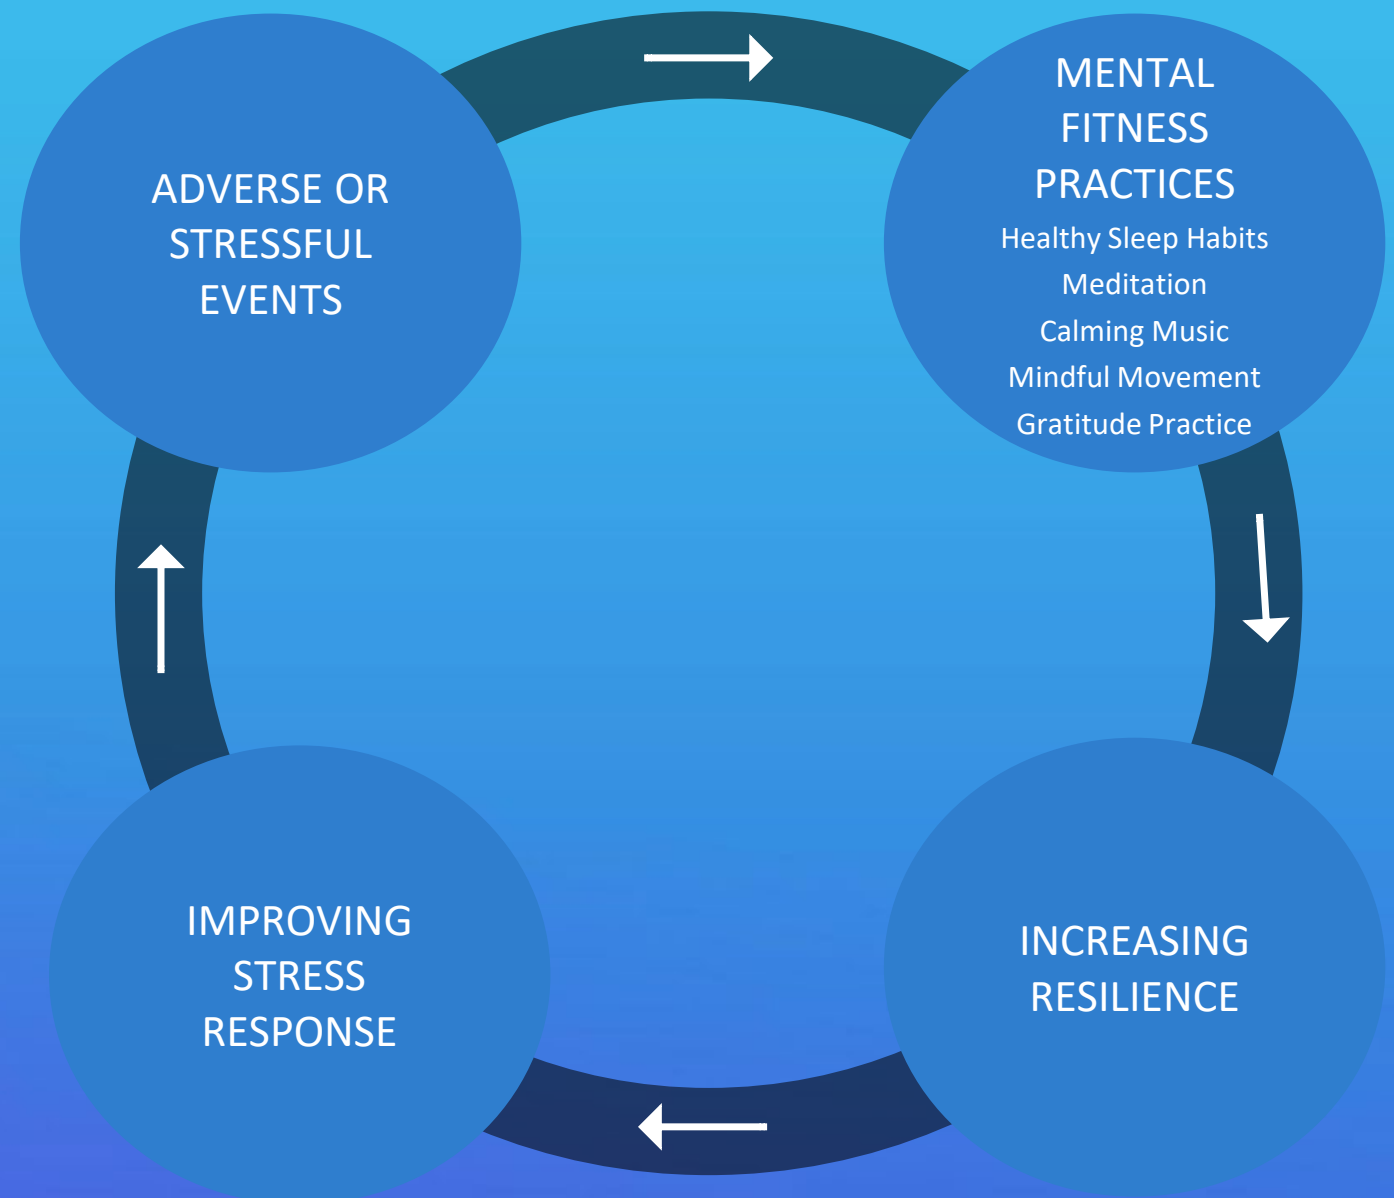 ADVERSE OR
STRESSFUL
EVENTS
MENTAL
FITNESS
PRACTICES
Healthy Sleep Habits
Meditation
Calming Music
Mindful Movement
Gratitude Practice
IMPROVING
STRESS
RESPONSE
INCREASING
RESILIENCE